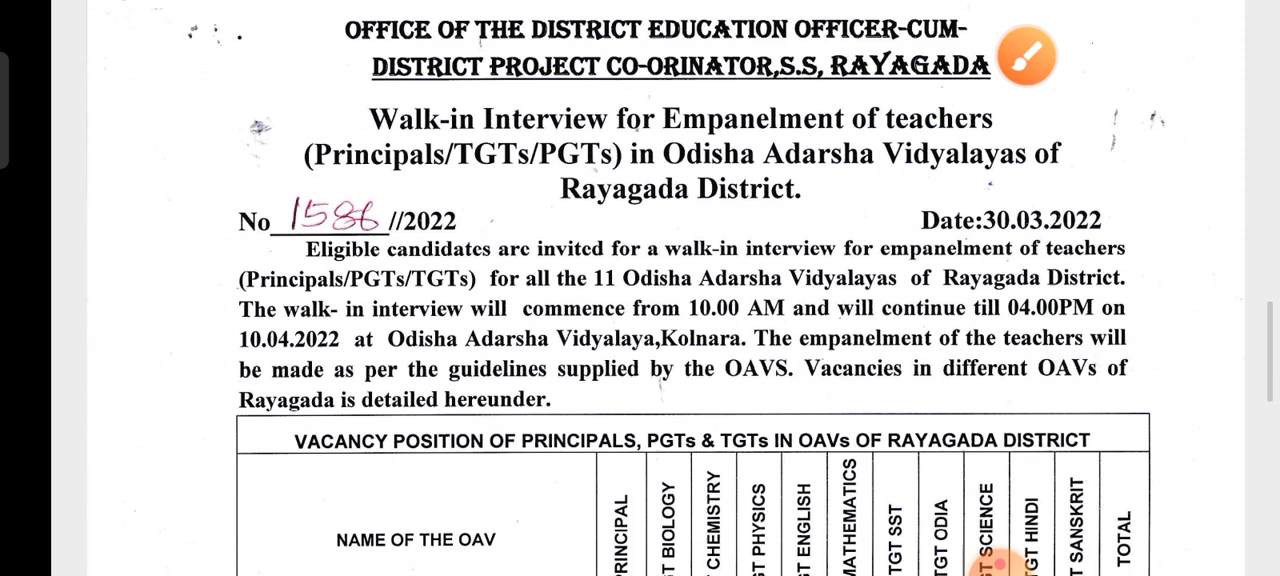 OFFICE OF THE DISTRICT EDUCATION OFFICER-CUM-
DISTRICT PROJECT CO-ORINATOR,S.S, RAYAGADA
Walk-in Interview for Empanelment of teachers
(Principals/TGTs/PGTs) in Odisha Adarsha Vidyalayas of
Rayagada District.
No 1586 //2022 Date:30.03.2022
Eligible candidates are invited for a walk-in interview for empanelment of teachers
(Principals/PGTs/TGTs) for all the 11 Odisha Adarsha Vidyalayas of Rayagada District.
The walk- in interview will commence from 10.00 AM and will continue till 04.00PM on
10.04.2022 at Odisha Adarsha Vidyalaya,Kolnara. The empanelment of the teachers will
be made as per the guidelines supplied by the OAVS. Vacancies in different OAVs of
Rayagada is detailed hereunder.
VACANCY POSITION OF PRINCIPALS, PGTs & TGTs IN OAVs OF RAYAGADA DISTRICT
NAME OF THE OAV
PRINCIPAL
BIOLOGY
CHEMISTRY
PHYSICS
ENGLISH
MATHEMATICS
TGT SST
TGT ODIA
SCIENCE
TGT HINDI
SANSKRIT
TOTAL